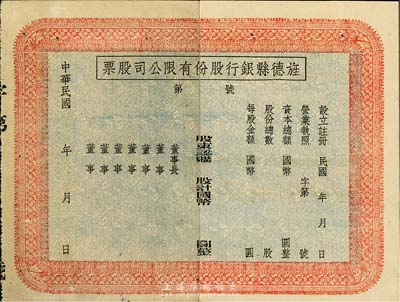 旌德縣銀行股份有限公司股票
第 號
設立註冊 民國 年 月 日
營業執照 字第 號
資本總額 國幣 圓整
股份總數 股
每股金額 國幣 圓
股東 股計國幣 圓整
董事長
董事
董事
董事
董事
董事
董事
中華民國 年 月 日